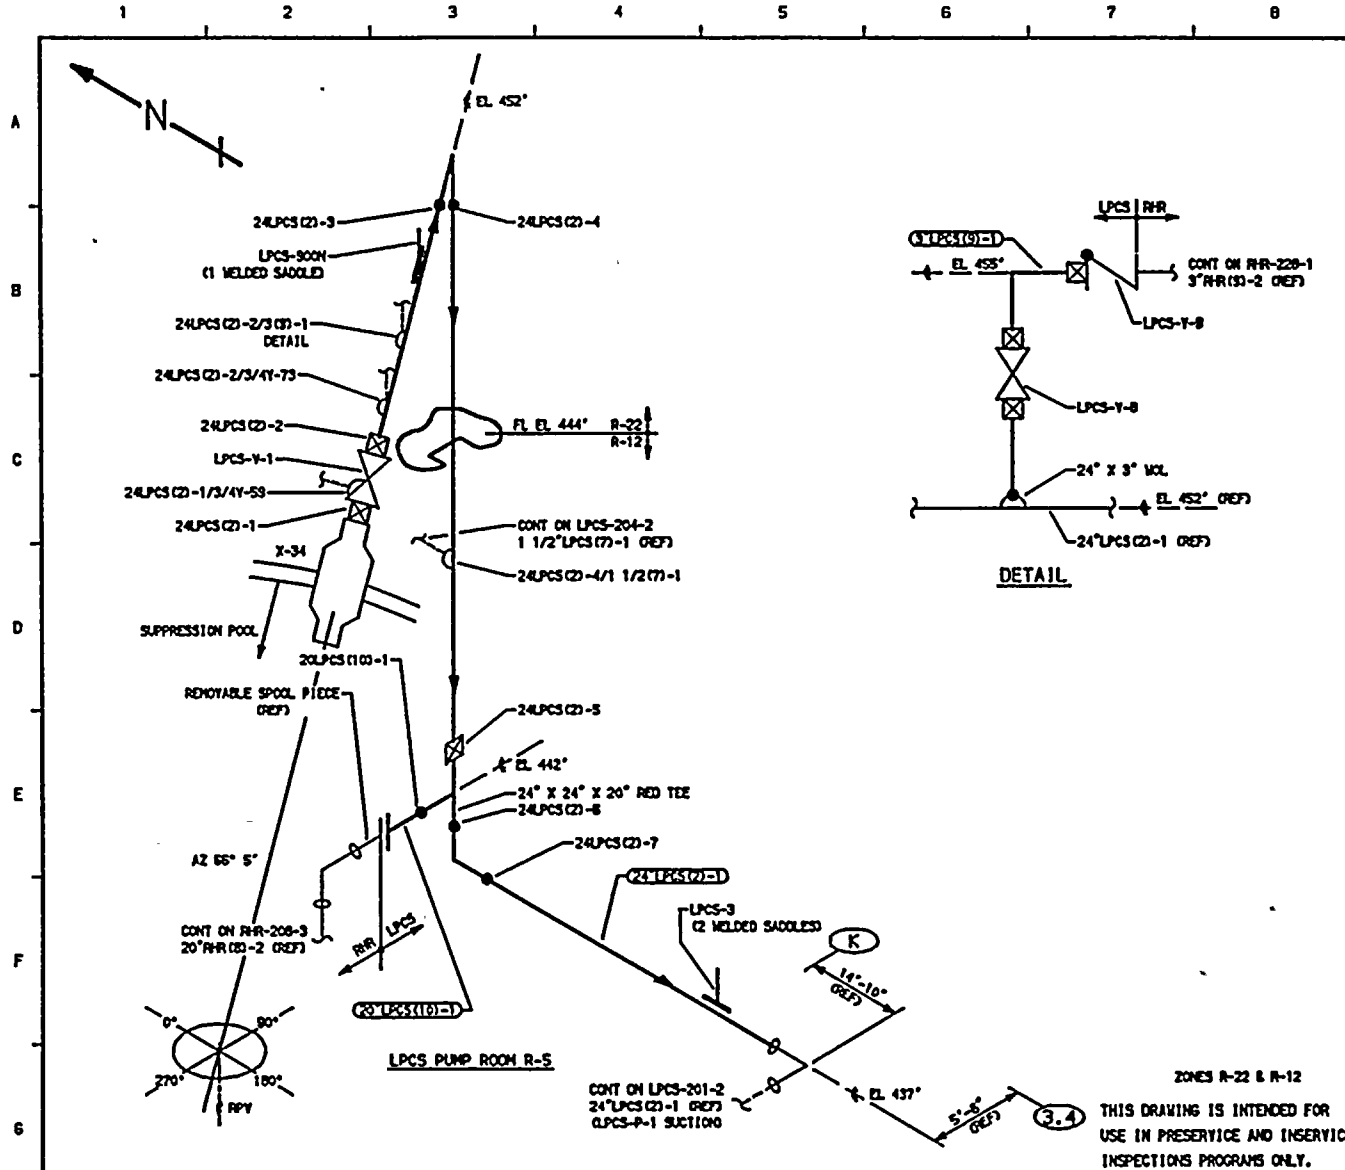 1 2 3 4 5 6 7 8
A
N
EL 452'
24LPCS(2)-3
24LPCS(2)-4
LPCS-900N
(1 WELDED SADDLE)
LPCS RHR
3"LPCS(9)-1
EL 455'
CONT ON RHR-228-1
3"RHR(9)-2 (REF)
B
24LPCS(2)-2/3(9)-1
DETAIL
LPCS-V-9
24LPCS(2)-2/3/4V-73
LPCS-V-8
24LPCS(2)-2
FL EL 444'
R-22
R-12
C
LPCS-V-1
24" X 3" WOL
24LPCS(2)-1/3/4V-59
EL 452' (REF)
24LPCS(2)-1
CONT ON LPCS-204-2
1 1/2"LPCS(7)-1 (REF)
24"LPCS(2)-1 (REF)
X-34
24LPCS(2)-4/1 1/2(7)-1
DETAIL
D
SUPPRESSION POOL
20LPCS(10)-1
REMOVABLE SPOOL PIECE
(REF)
24LPCS(2)-5
EL 442'
E
24" X 24" X 20" RED TEE
24LPCS(2)-6
24LPCS(2)-7
AZ 66° 5'
24"LPCS(2)-1
LPCS-3
(2 WELDED SADDLES)
CONT ON RHR-206-3
20"RHR(8)-2 (REF)
RHR LPCS
K
F
14'-10"
(REF)
20"LPCS(10)-1
0° 90°
270° 180°
RPV
LPCS PUMP ROOM R-5
CONT ON LPCS-201-2
24"LPCS(2)-1 (REF)
(LPCS-P-1 SUCTION)
EL 437'
5'-6"
(REF)
3.4
ZONES R-22 & R-12
G
THIS DRAWING IS INTENDED FOR
USE IN PRESERVICE AND INSERVIC
INSPECTIONS PROGRAMS ONLY.